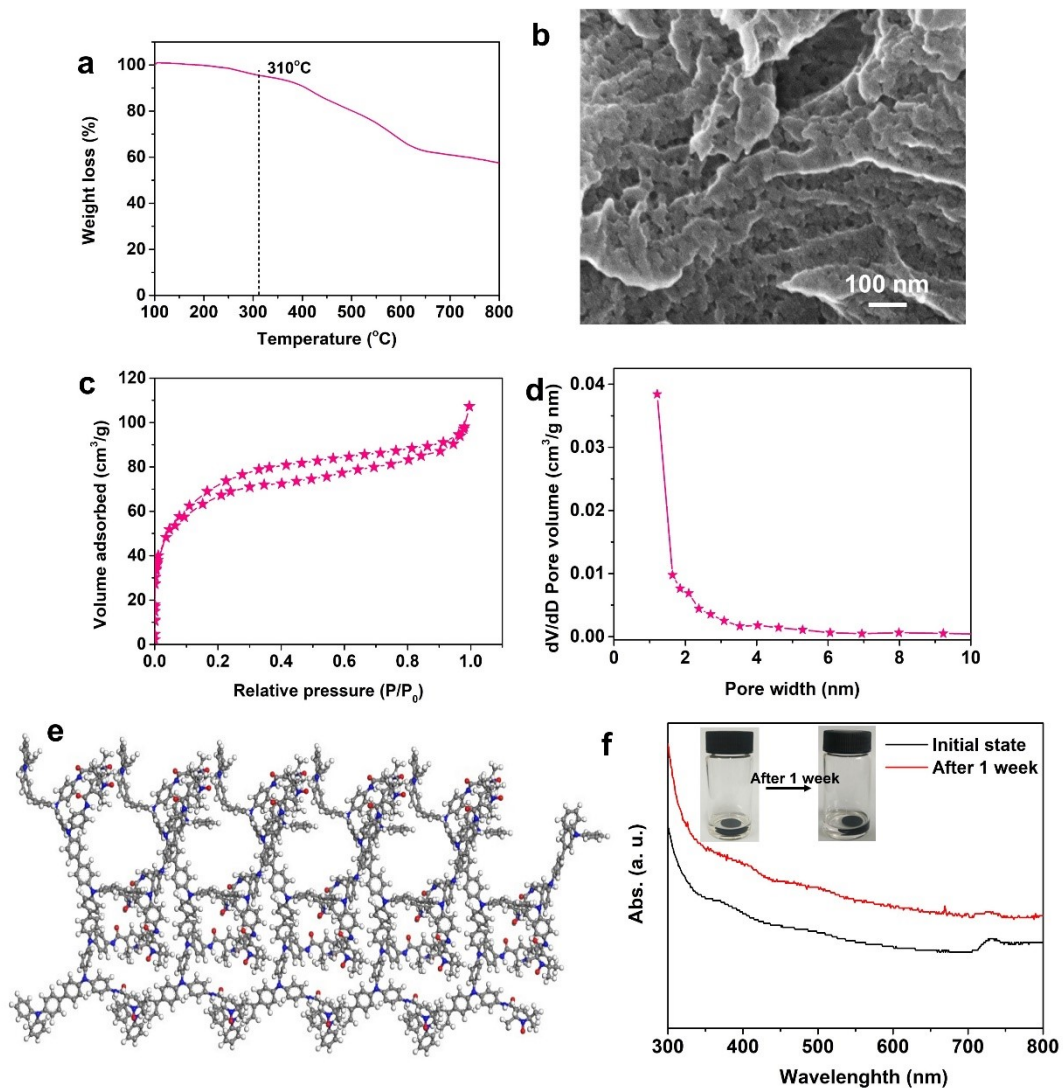 a
310°C
Weight loss (%)
100
80
60
40
20
0
100 200 300 400 500 600 700 800
Temperature (°C)
b
100 nm
c
Volume adsorbed (cm³/g)
120
100
80
60
40
20
0
0.0 0.2 0.4 0.6 0.8 1.0
Relative pressure (P/P₀)
d
dV/dD Pore volume (cm³/g nm)
0.04
0.03
0.02
0.01
0.00
0 2 4 6 8 10
Pore width (nm)
e
f
Initial state
After 1 week
After 1 week
Abs. (a. u.)
300 400 500 600 700 800
Wavelenghth (nm)